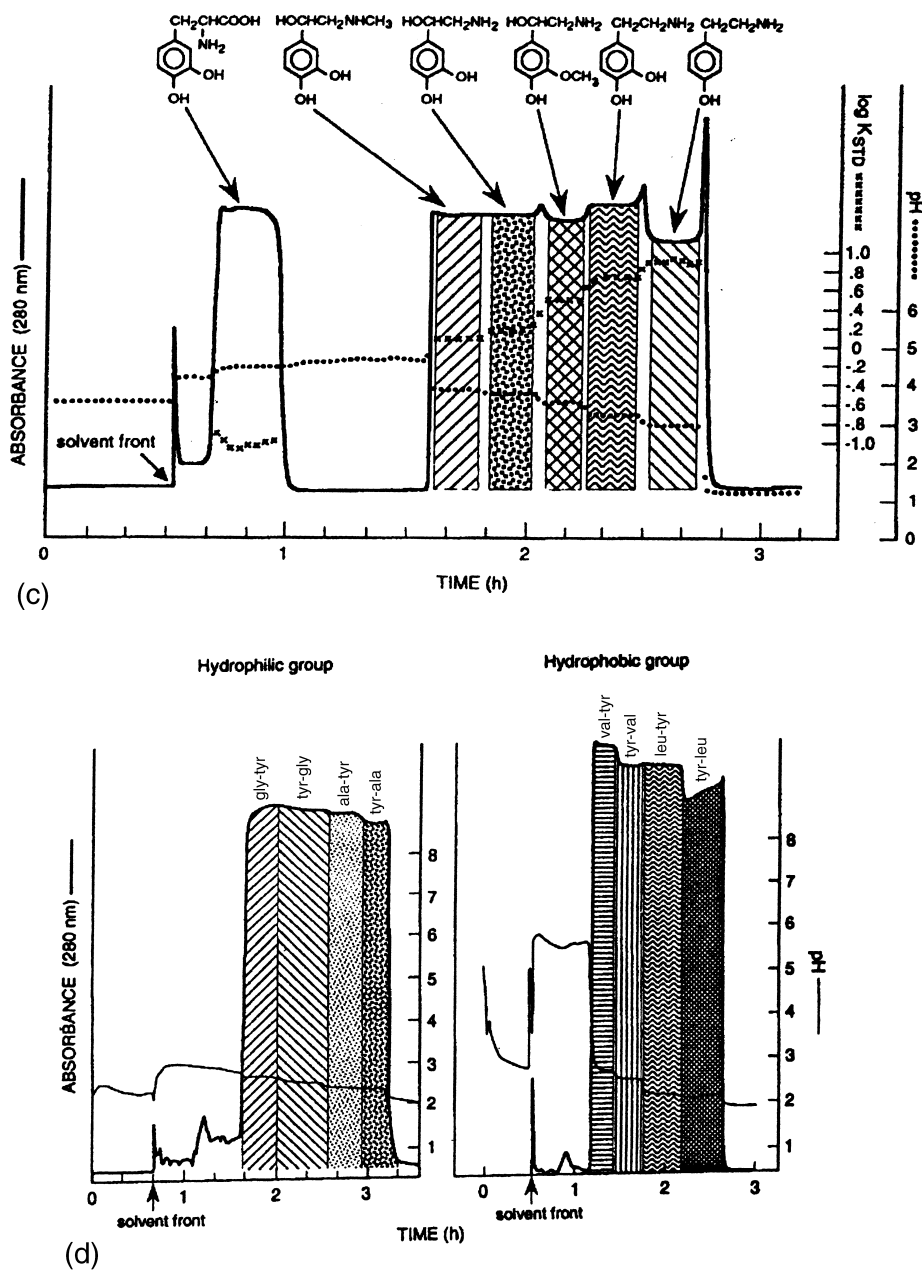 CH₂CHCOOH HOCHCH₂NHCH₃ HOCHCH₂NH₂ HOCHCH₂NH₂ CH₂CH₂NH₂ CH₂CH₂NH₂
NH₂
OH OH OH OCH₃ OH
OH OH OH OH OH OH
ABSORBANCE (280 nm)
solvent front
log KSTD
pH
1.0
.8
.6
.4
.2
0
-.2
-.4
-.6
-.8
-1.0
6
5
4
3
2
1
0
0 1 2 3
TIME (h)
(c)
Hydrophilic group
Hydrophobic group
gly-tyr
tyr-gly
ala-tyr
tyr-ala
val-tyr
tyr-val
leu-tyr
tyr-leu
ABSORBANCE (280 nm)
8
7
6
5
4
3
2
1
8
7
6
5
4
3
2
1
pH
0 1 2 3
0 1 2 3
solvent front
solvent front
TIME (h)
(d)